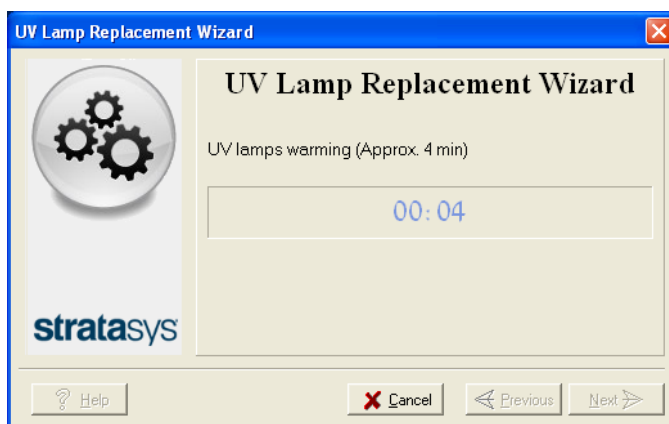 UV Lamp Replacement Wizard
UV Lamp Replacement Wizard
UV lamps warming (Approx. 4 min)
00:04
stratasys
? Help
Cancel
Previous
Next